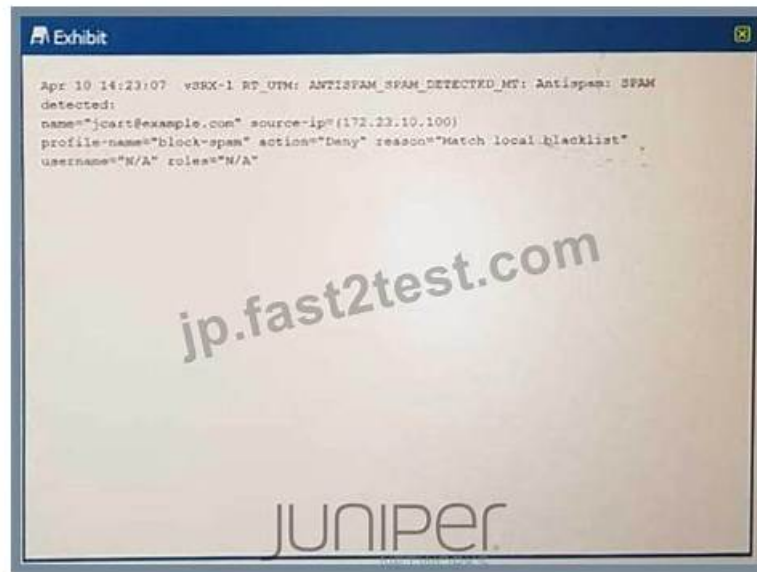 Exhibit
Apr 10 14:23:07 vSRX-1 RT_UTM: ANTISPAM_SPAM_DETECTED_MT: Antispam: SPAM
detected:
name="jcart@example.com" source-ip=(172.23.10.100)
profile-name="block-spam" action="Deny" reason="Match local blacklist"
username="N/A" roles="N/A"
jp.fast2test.com
JUNIPER